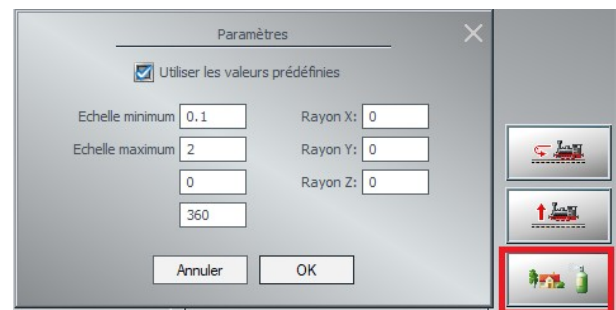 Paramètres
Utiliser les valeurs prédéfinies
Echelle minimum 0.1 Rayon X: 0
Echelle maximum 2 Rayon Y: 0
0 Rayon Z: 0
360
Annuler OK